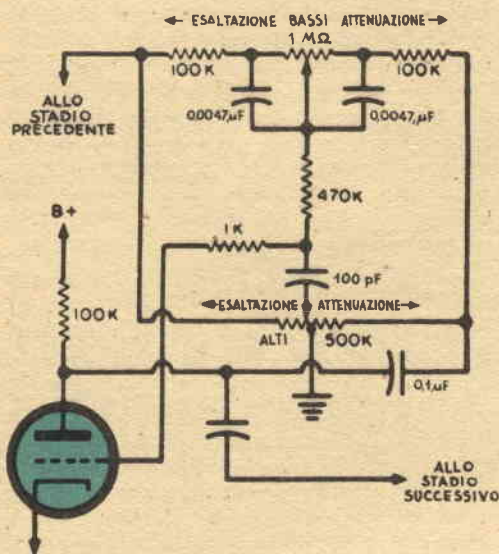 ← ESALTAZIONE BASSI ATTENUAZIONE →
1 MΩ
100K
100K
0,0047µF
0,0047µF
ALLO
STADIO
PRECEDENTE
470K
B+
1K
100 pF
←ESALTAZIONE ATTENUAZIONE→
100K
ALTI
500K
0,1µF
ALLO
STADIO
SUCCESSIVO